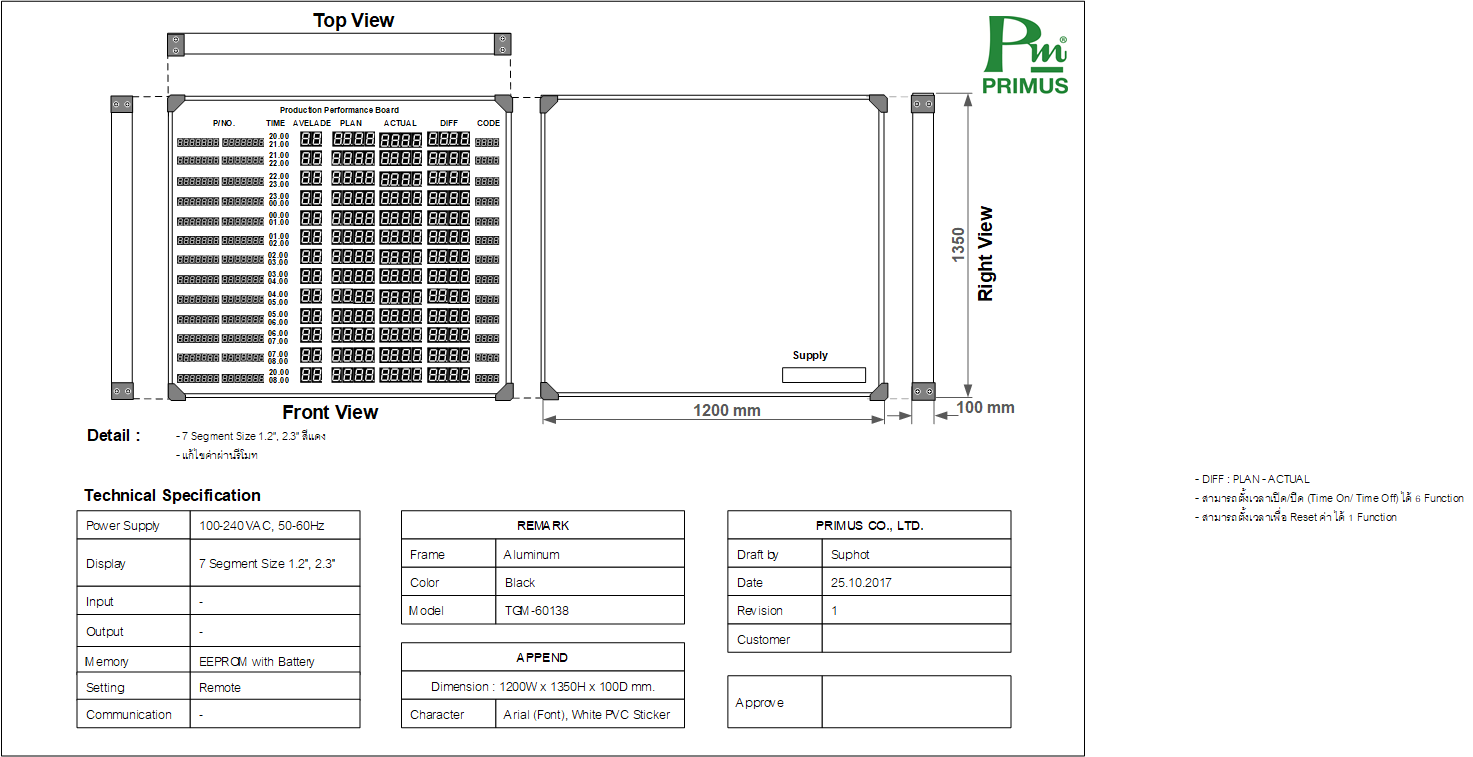 Top View
Pm®
PRIMUS
Production Performance Board
P/NO. TIME AVELADE PLAN ACTUAL DIFF CODE
20.00
21.00
21.00
22.00
22.00
23.00
23.00
00.00
00.00
01.00
01.00
02.00
02.00
03.00
03.00
04.00
04.00
05.00
05.00
06.00
06.00
07.00
07.00
08.00
20.00
08.00
Supply
1350
Right View
Front View
1200 mm
100 mm
Detail :
- 7 Segment Size 1.2", 2.3" สีแดง
- แก้ไขค่าผ่านรีโมท
- DIFF : PLAN - ACTUAL
- สามารถตั้งเวลาเปิด/ปิด (Time On/ Time Off) ได้ 6 Function
- สามารถตั้งเวลาเพื่อ Reset ค่าได้ 1 Function
Technical Specification
Power Supply 100-240 VAC, 50-60Hz
Display 7 Segment Size 1.2", 2.3"
Input -
Output -
Memory EEPROM with Battery
Setting Remote
Communication -
REMARK
Frame Aluminum
Color Black
Model TGM-60138
APPEND
Dimension : 1200W x 1350H x 100D mm.
Character Arial (Font), White PVC Sticker
PRIMUS CO., LTD.
Draft by Suphot
Date 25.10.2017
Revision 1
Customer
Approve